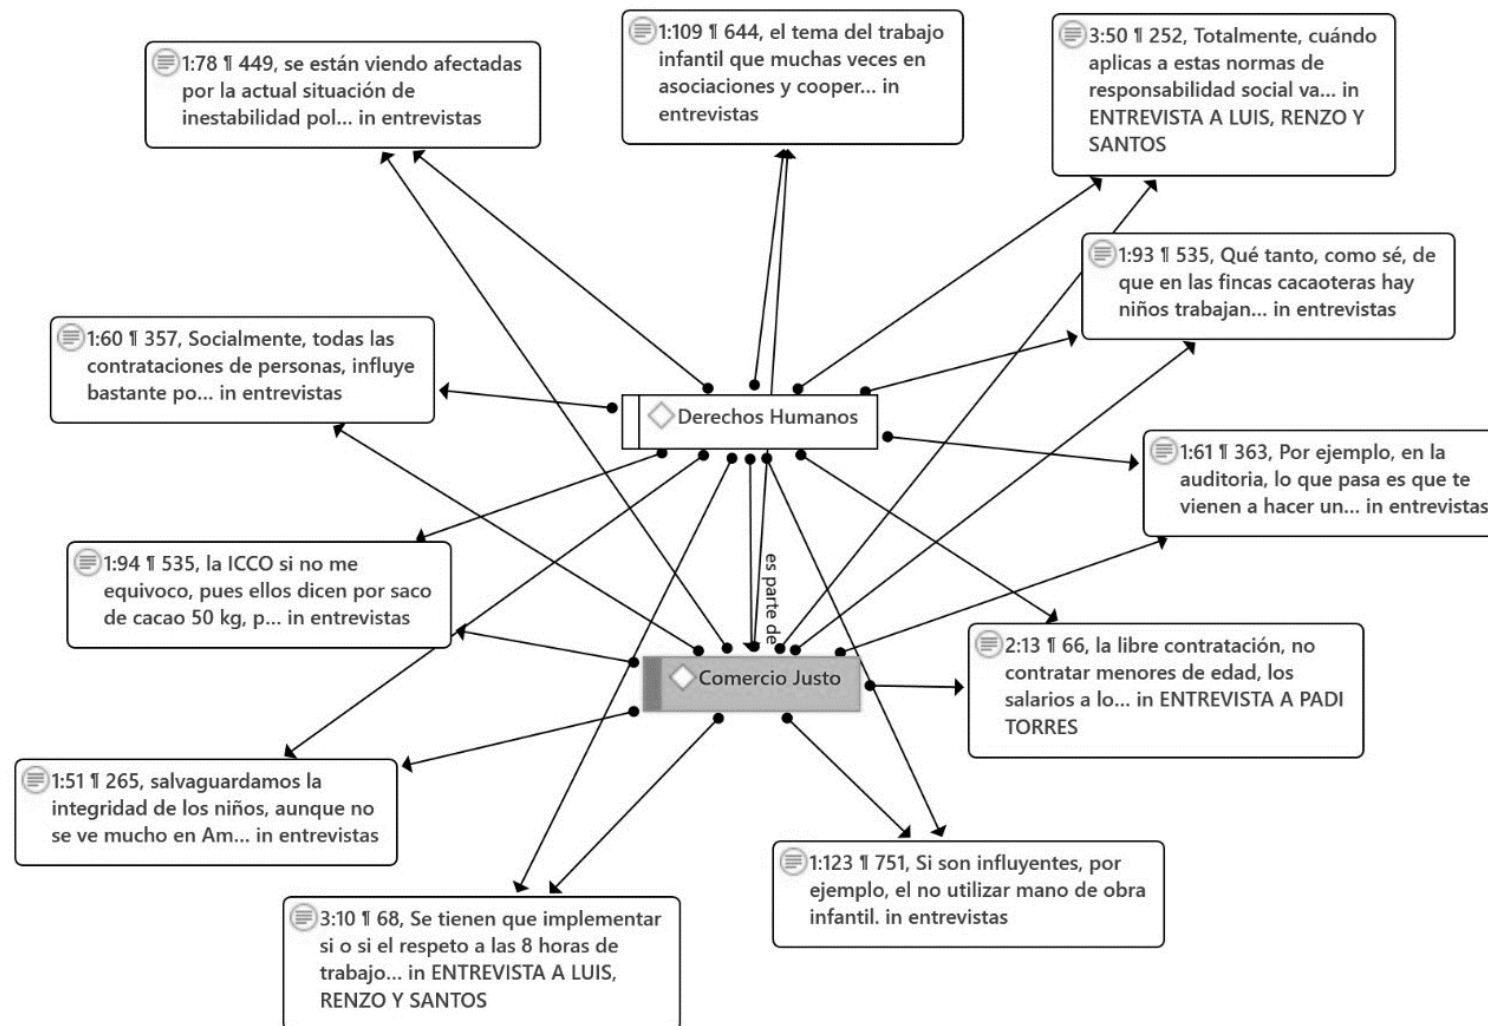 1:109 ¶ 644, el tema del trabajo
infantil que muchas veces en
asociaciones y cooper... in
entrevistas
3:50 ¶ 252, Totalmente, cuándo
aplicas a estas normas de
responsabilidad social va... in
ENTREVISTA A LUIS, RENZO Y
SANTOS
1:78 ¶ 449, se están viendo afectadas
por la actual situación de
inestabilidad pol... in entrevistas
1:93 ¶ 535, Qué tanto, como sé, de
que en las fincas cacaoteras hay
niños trabajan... in entrevistas
1:60 ¶ 357, Socialmente, todas las
contrataciones de personas, influye
bastante po... in entrevistas
Derechos Humanos
1:61 ¶ 363, Por ejemplo, en la
auditoria, lo que pasa es que te
vienen a hacer un... in entrevistas
1:94 ¶ 535, la ICCO si no me
equivoco, pues ellos dicen por saco
de cacao 50 kg, p... in entrevistas
es parte de
Comercio Justo
2:13 ¶ 66, la libre contratación, no
contratar menores de edad, los
salarios a lo... in ENTREVISTA A PADI
TORRES
1:51 ¶ 265, salvaguardamos la
integridad de los niños, aunque no
se ve mucho en Am... in entrevistas
1:123 ¶ 751, Si son influyentes, por
ejemplo, el no utilizar mano de obra
infantil. in entrevistas
3:10 ¶ 68, Se tienen que implementar
si o si el respeto a las 8 horas de
trabajo... in ENTREVISTA A LUIS,
RENZO Y SANTOS